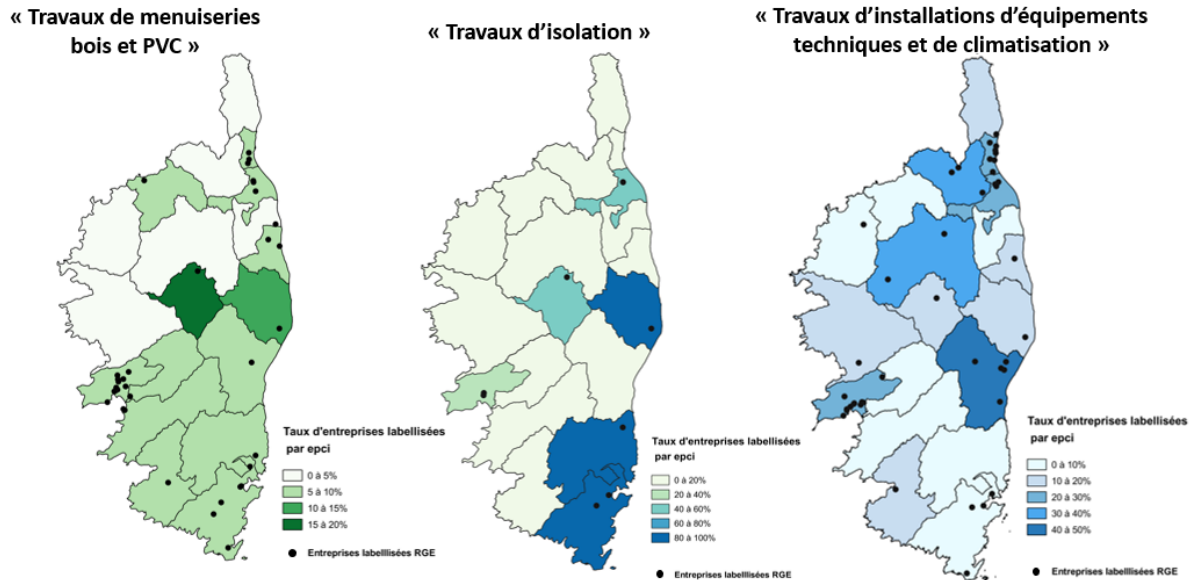 « Travaux de menuiseries
bois et PVC »
« Travaux d'isolation »
« Travaux d'installations d'équipements
techniques et de climatisation »
Taux d'entreprises labellisées
par epci
0 à 5%
5 à 10%
10 à 15%
15 à 20%
Entreprises labelllisées RGE
Taux d'entreprises labellisées
par epci
0 à 20%
20 à 40%
40 à 60%
60 à 80%
80 à 100%
Entreprises labelllisées RGE
Taux d'entreprises labellisées
par epci
0 à 10%
10 à 20%
20 à 30%
30 à 40%
40 à 50%
Entreprises labelllisées RGE